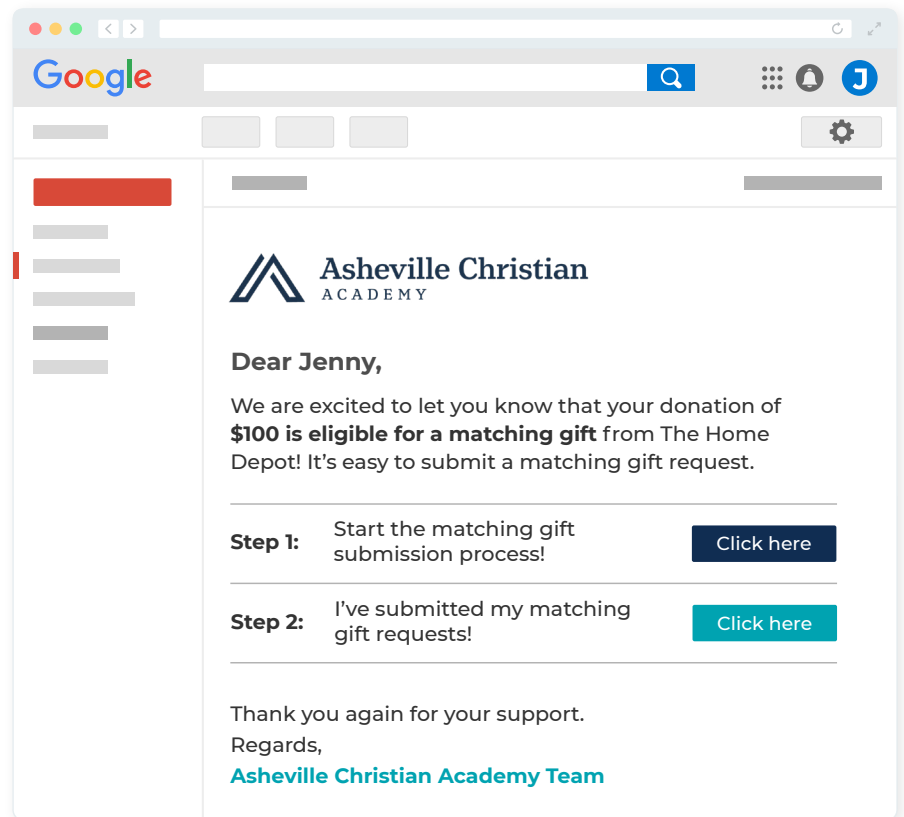 Google
J
Asheville Christian
ACADEMY
Dear Jenny,
We are excited to let you know that your donation of
$100 is eligible for a matching gift from The Home
Depot! It’s easy to submit a matching gift request.
Step 1:
Start the matching gift
submission process!
Click here
Step 2:
I’ve submitted my matching
gift requests!
Click here
Thank you again for your support.
Regards,
Asheville Christian Academy Team